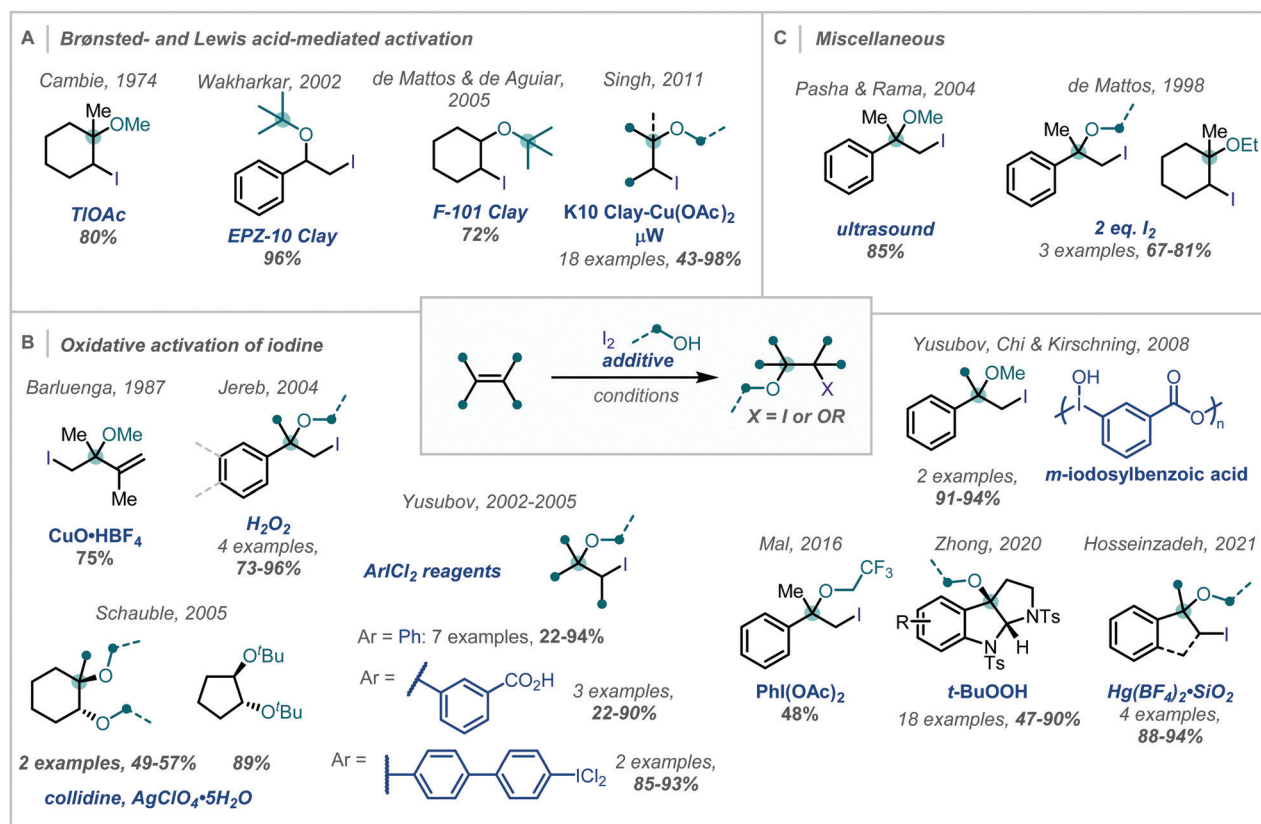 A | Brønsted- and Lewis acid-mediated activation
Cambie, 1974
Me
OMe
I
TlOAc
80%
Wakharkar, 2002
O
I
EPZ-10 Clay
96%
de Mattos & de Aguiar,
2005
O
I
F-101 Clay
72%
Singh, 2011
O
I
K10 Clay-Cu(OAc)₂
μW
18 examples, 43-98%
C | Miscellaneous
Pasha & Rama, 2004
Me OMe
I
ultrasound
85%
de Mattos, 1998
Me O
I
Me
OEt
I
2 eq. I₂
3 examples, 67-81%
B | Oxidative activation of iodine
Barluenga, 1987
Me OMe
I
Me
CuO•HBF₄
75%
Jereb, 2004
O
I
H₂O₂
4 examples,
73-96%
I₂ OH
additive
conditions
O X
X = I or OR
Schauble, 2005
O
O
2 examples, 49-57%
OᵗBu
OᵗBu
89%
collidine, AgClO₄•5H₂O
Yusubov, 2002-2005
ArICl₂ reagents
O
I
Ar = Ph: 7 examples, 22-94%
Ar =
CO₂H
3 examples,
22-90%
Ar =
ICl₂
2 examples,
85-93%
Yusubov, Chi & Kirschning, 2008
OMe
I
2 examples,
91-94%
OH
I
O
O
n
m-iodosylbenzoic acid
Mal, 2016
CF₃
Me O
I
PhI(OAc)₂
48%
Zhong, 2020
O
R
NTs
N
Ts
H
t-BuOOH
18 examples, 47-90%
Hosseinzadeh, 2021
O
I
Hg(BF₄)₂•SiO₂
4 examples,
88-94%